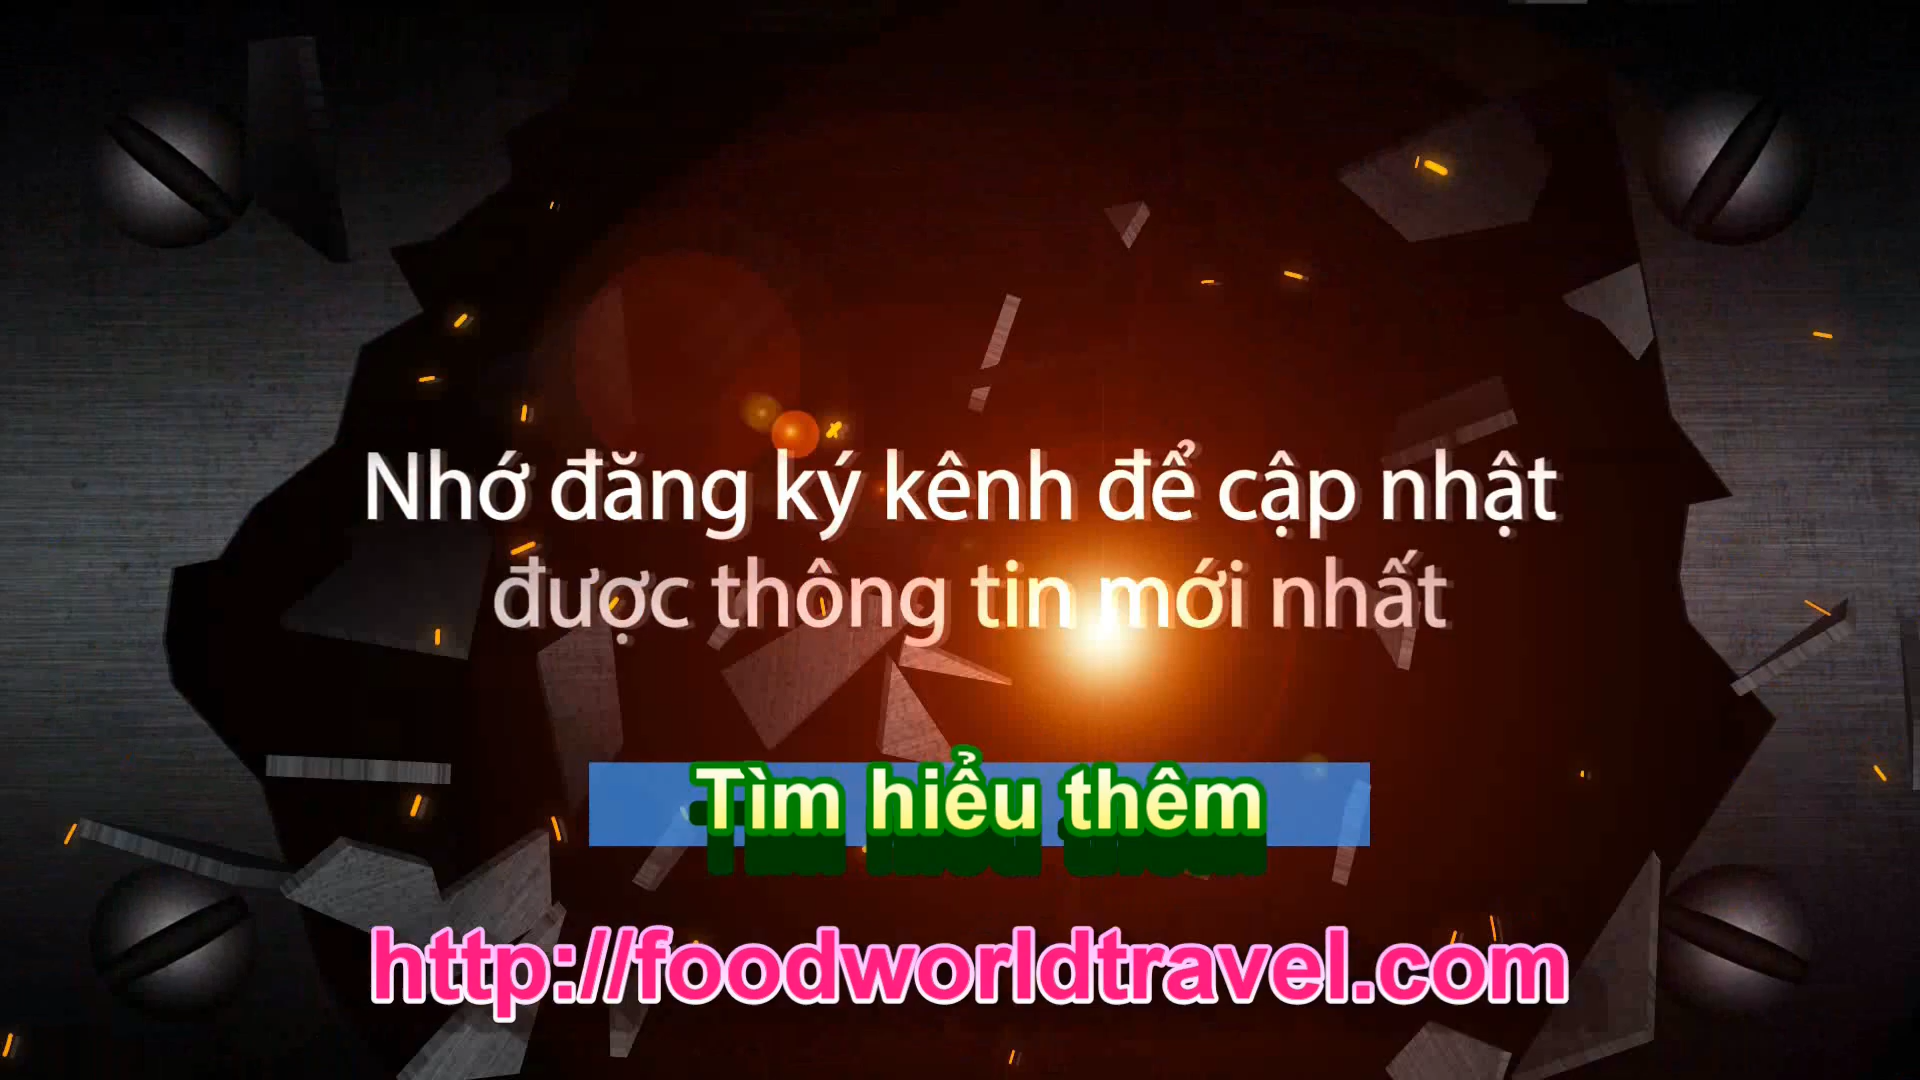 Nhớ đăng ký kênh để cập nhật
được thông tin mới nhất
Tìm hiểu thêm
http://foodworldtravel.com